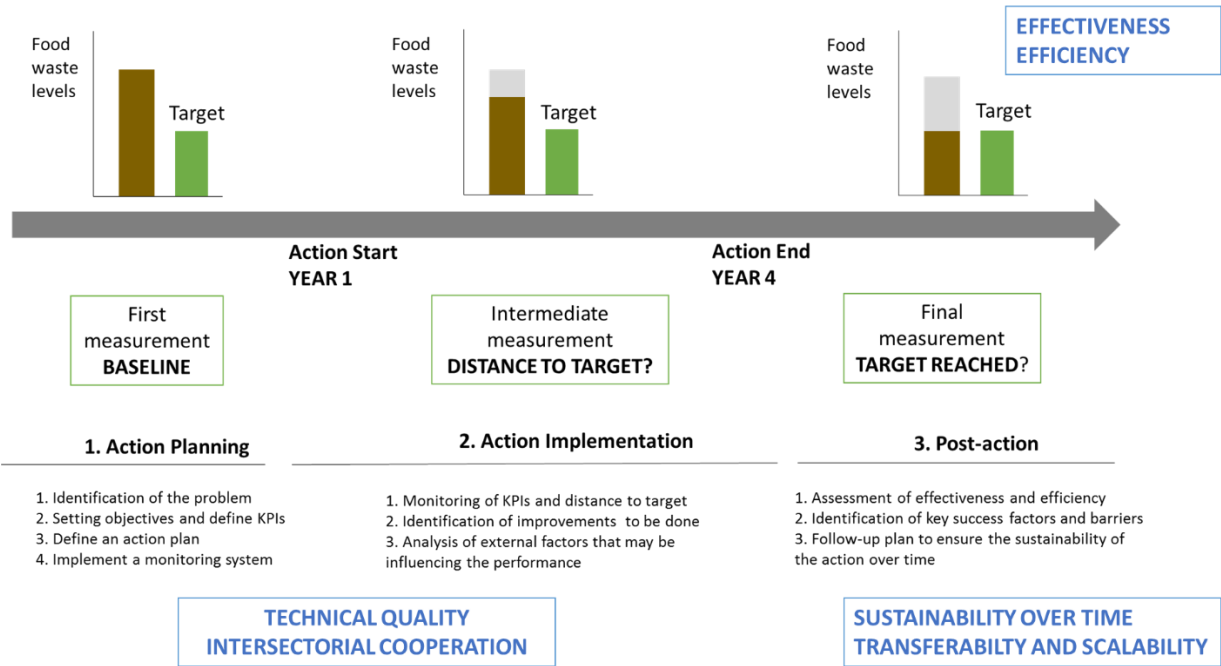 Food
waste
levels
Target
Food
waste
levels
Target
Food
waste
levels
Target
EFFECTIVENESS
EFFICIENCY
Action Start
YEAR 1
Action End
YEAR 4
First
measurement
BASELINE
Intermediate
measurement
DISTANCE TO TARGET?
Final
measurement
TARGET REACHED?
1. Action Planning
1. Identification of the problem
2. Setting objectives and define KPIs
3. Define an action plan
4. Implement a monitoring system
2. Action Implementation
1. Monitoring of KPIs and distance to target
2. Identification of improvements to be done
3. Analysis of external factors that may be
influencing the performance
3. Post-action
1. Assessment of effectiveness and efficiency
2. Identification of key success factors and barriers
3. Follow-up plan to ensure the sustainability of
the action over time
TECHNICAL QUALITY
INTERSECTORIAL COOPERATION
SUSTAINABILITY OVER TIME
TRANSFERABILTY AND SCALABILITY